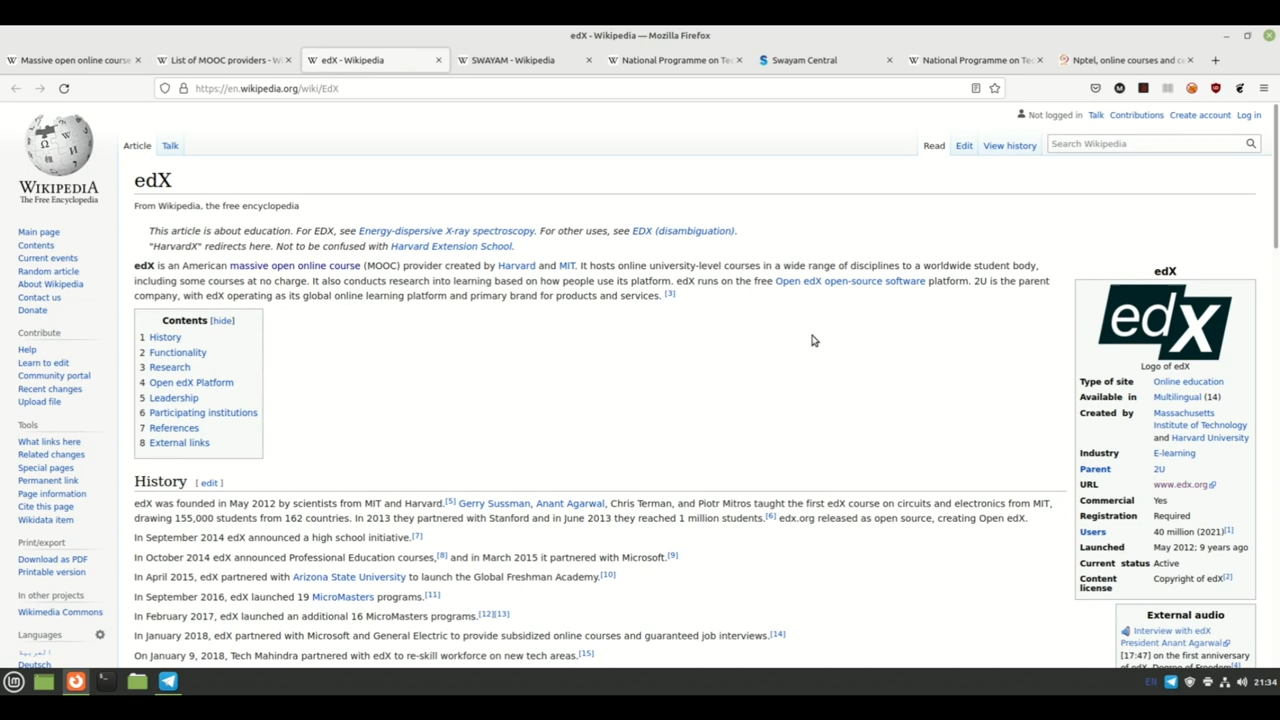 edX - Wikipedia — Mozilla Firefox
Massive open online course
List of MOOC providers - W
edX - Wikipedia
SWAYAM - Wikipedia
National Programme on Tec
Swayam Central
National Programme on Tec
Nptel, online courses and ce
https://en.wikipedia.org/wiki/EdX
Not logged in Talk Contributions Create account Log in
Article Talk Read Edit View history Search Wikipedia
WIKIPEDIA
The Free Encyclopedia
Main page
Contents
Current events
Random article
About Wikipedia
Contact us
Donate
Contribute
Help
Learn to edit
Community portal
Recent changes
Upload file
Tools
What links here
Related changes
Special pages
Permanent link
Page information
Cite this page
Wikidata item
Print/export
Download as PDF
Printable version
In other projects
Wikimedia Commons
Languages
العربية
Deutsch
edX
From Wikipedia, the free encyclopedia
This article is about education. For EDX, see Energy-dispersive X-ray spectroscopy. For other uses, see EDX (disambiguation).
"HarvardX" redirects here. Not to be confused with Harvard Extension School.
edX is an American massive open online course (MOOC) provider created by Harvard and MIT. It hosts online university-level courses in a wide range of disciplines to a worldwide student body,
including some courses at no charge. It also conducts research into learning based on how people use its platform. edX runs on the free Open edX open-source software platform. 2U is the parent
company, with edX operating as its global online learning platform and primary brand for products and services. [3]
Contents [hide]
1 History
2 Functionality
3 Research
4 Open edX Platform
5 Leadership
6 Participating institutions
7 References
8 External links
History [ edit ]
edX was founded in May 2012 by scientists from MIT and Harvard.[5] Gerry Sussman, Anant Agarwal, Chris Terman, and Piotr Mitros taught the first edX course on circuits and electronics from MIT,
drawing 155,000 students from 162 countries. In 2013 they partnered with Stanford and in June 2013 they reached 1 million students.[6] edx.org released as open source, creating Open edX.
In September 2014 edX announced a high school initiative.[7]
In October 2014 edX announced Professional Education courses,[8] and in March 2015 it partnered with Microsoft.[9]
In April 2015, edX partnered with Arizona State University to launch the Global Freshman Academy.[10]
In September 2016, edX launched 19 MicroMasters programs.[11]
In February 2017, edX launched an additional 16 MicroMasters programs.[12][13]
In January 2018, edX partnered with Microsoft and General Electric to provide subsidized online courses and guaranteed job interviews.[14]
On January 9, 2018, Tech Mahindra partnered with edX to re-skill workforce on new tech areas.[15]
edX
edX
Logo of edX
Type of site Online education
Available in Multilingual (14)
Created by Massachusetts
Institute of Technology
and Harvard University
Industry E-learning
Parent 2U
URL www.edx.org
Commercial Yes
Registration Required
Users 40 million (2021)[1]
Launched May 2012; 9 years ago
Current status Active
Content license Copyright of edX[2]
External audio
Interview with edX
President Anant Agarwal
[17:47] on the first anniversary
of edX, Degree of Freedom[4]
EN 21:34